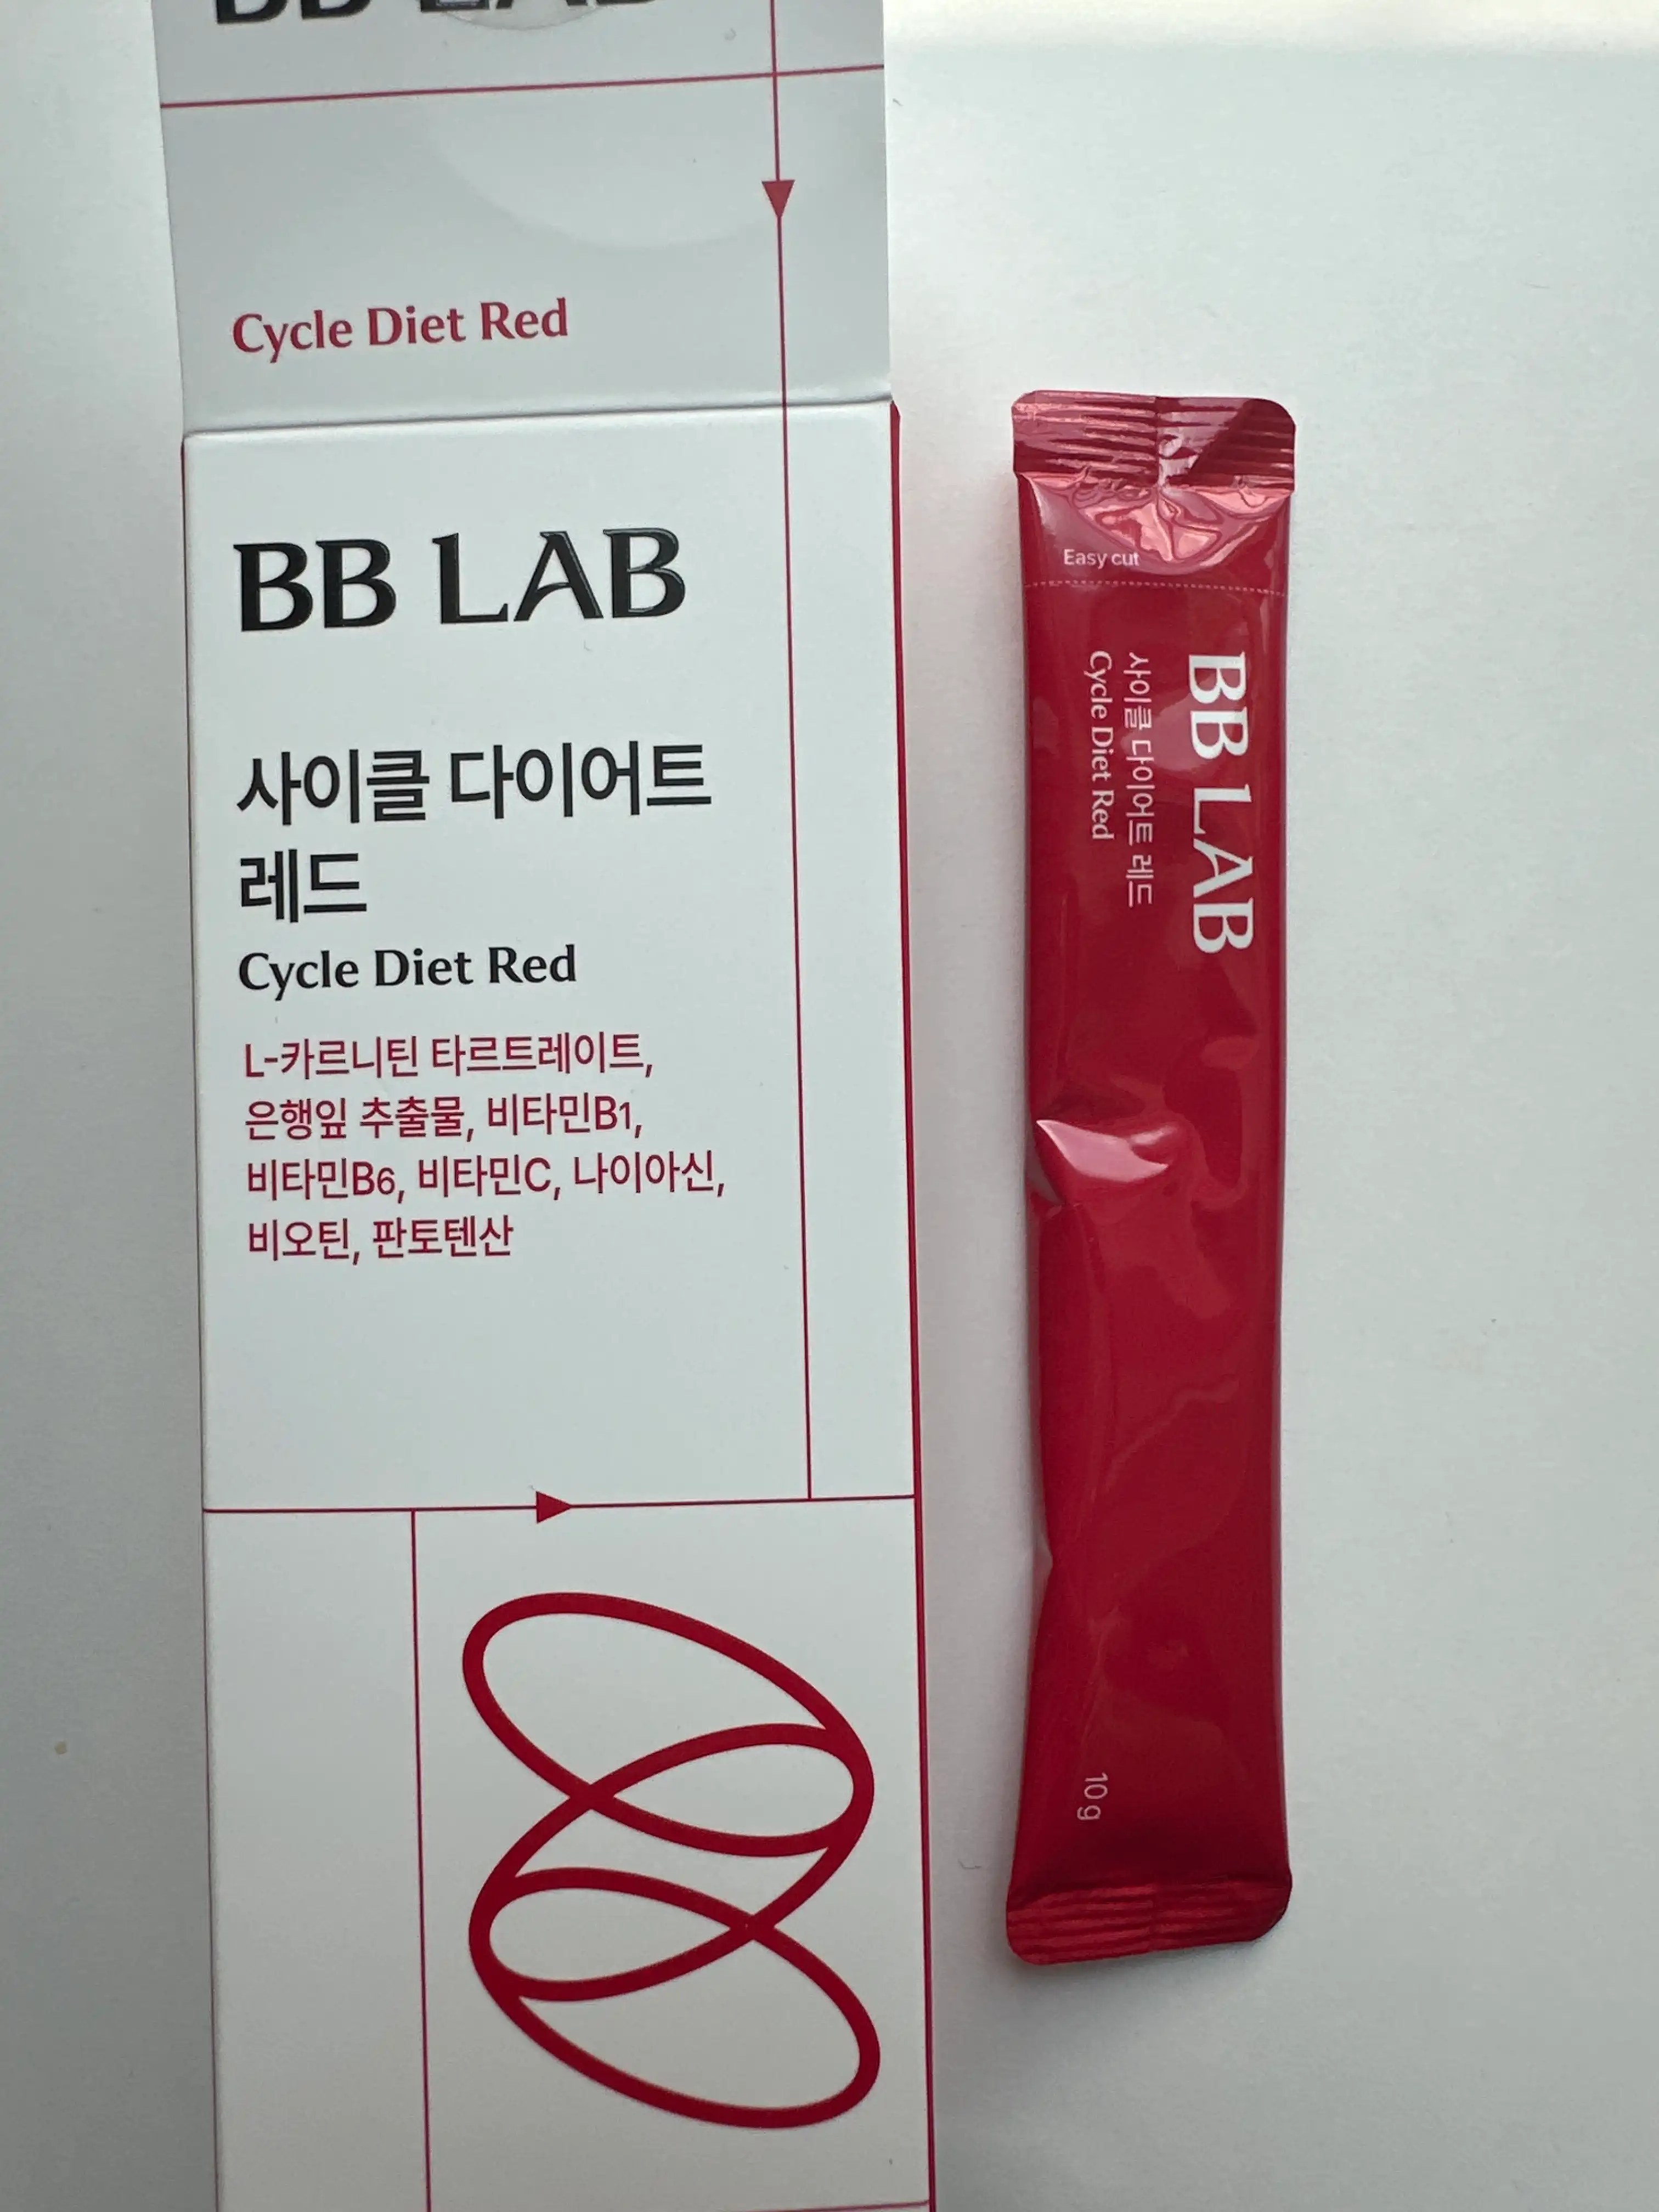 BB LAB
Cycle Diet Red
BB LAB
사이클 다이어트
레드
Cycle Diet Red
L-카르니틴 타르트레이트,
은행잎 추출물, 비타민B1,
비타민B6, 비타민C, 나이아신,
비오틴, 판토텐산
Easy cut
BB LAB
사이클 다이어트 레드
Cycle Diet Red
10g